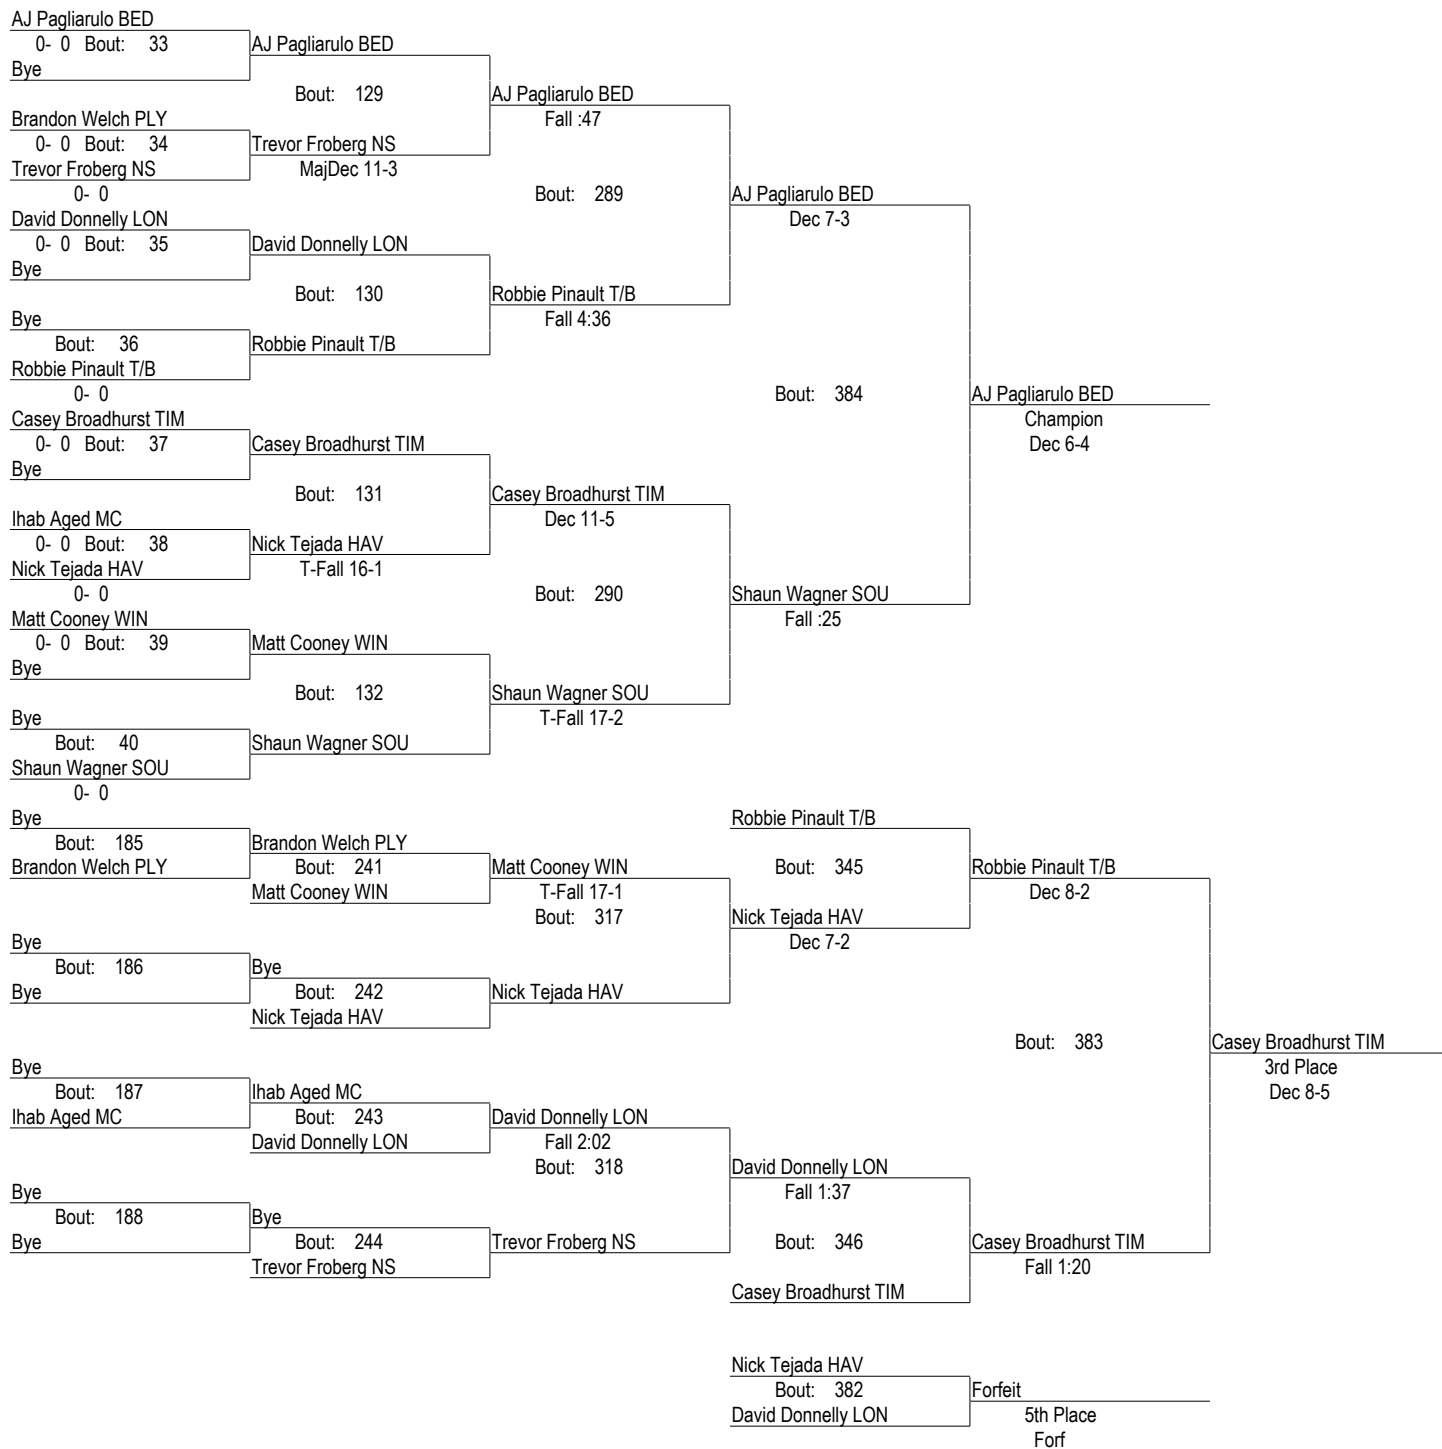 AJ Pagliarulo BED
0- 0 Bout: 33 AJ Pagliarulo BED
Bye
Bout: 129 AJ Pagliarulo BED
Brandon Welch PLY Fall :47
0- 0 Bout: 34 Trevor Froberg NS
Trevor Froberg NS MajDec 11-3
0- 0 Bout: 289 AJ Pagliarulo BED
David Donnelly LON Dec 7-3
0- 0 Bout: 35 David Donnelly LON
Bye
Bout: 130 Robbie Pinault T/B
Bye Fall 4:36
Bout: 36 Robbie Pinault T/B
Robbie Pinault T/B
0- 0 Bout: 384 AJ Pagliarulo BED
Casey Broadhurst TIM Champion
0- 0 Bout: 37 Casey Broadhurst TIM Dec 6-4
Bye
Bout: 131 Casey Broadhurst TIM
Ihab Aged MC Dec 11-5
0- 0 Bout: 38 Nick Tejada HAV
Nick Tejada HAV T-Fall 16-1
0- 0 Bout: 290 Shaun Wagner SOU
Matt Cooney WIN Fall :25
0- 0 Bout: 39 Matt Cooney WIN
Bye
Bout: 132 Shaun Wagner SOU
Bye T-Fall 17-2
Bout: 40 Shaun Wagner SOU
Shaun Wagner SOU
0- 0
Bye Robbie Pinault T/B
Bout: 185 Brandon Welch PLY
Brandon Welch PLY Bout: 241 Matt Cooney WIN Bout: 345 Robbie Pinault T/B
Matt Cooney WIN T-Fall 17-1 Dec 8-2
Bout: 317 Nick Tejada HAV
Bye Dec 7-2
Bout: 186 Bye
Bye Bout: 242 Nick Tejada HAV
Nick Tejada HAV
Bout: 383 Casey Broadhurst TIM
Bye 3rd Place
Bout: 187 Ihab Aged MC Dec 8-5
Ihab Aged MC Bout: 243 David Donnelly LON
David Donnelly LON Fall 2:02
Bout: 318 David Donnelly LON
Bye Fall 1:37
Bout: 188 Bye
Bye Bout: 244 Trevor Froberg NS Bout: 346 Casey Broadhurst TIM
Trevor Froberg NS Fall 1:20
Casey Broadhurst TIM
Nick Tejada HAV
Bout: 382 Forfeit
David Donnelly LON 5th Place
Forf